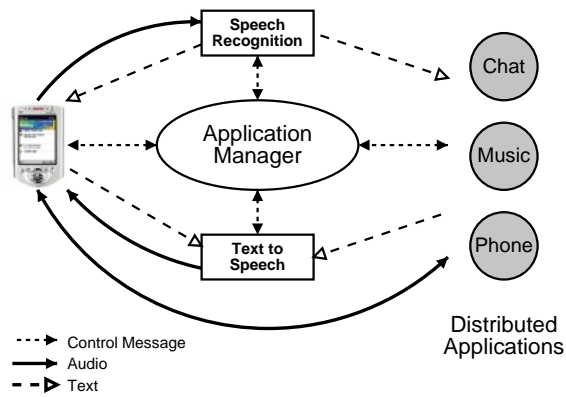 Speech
Recognition
Chat
Application
Manager
Music
Text to
Speech
Phone
Distributed
Applications
Control Message
Audio
Text